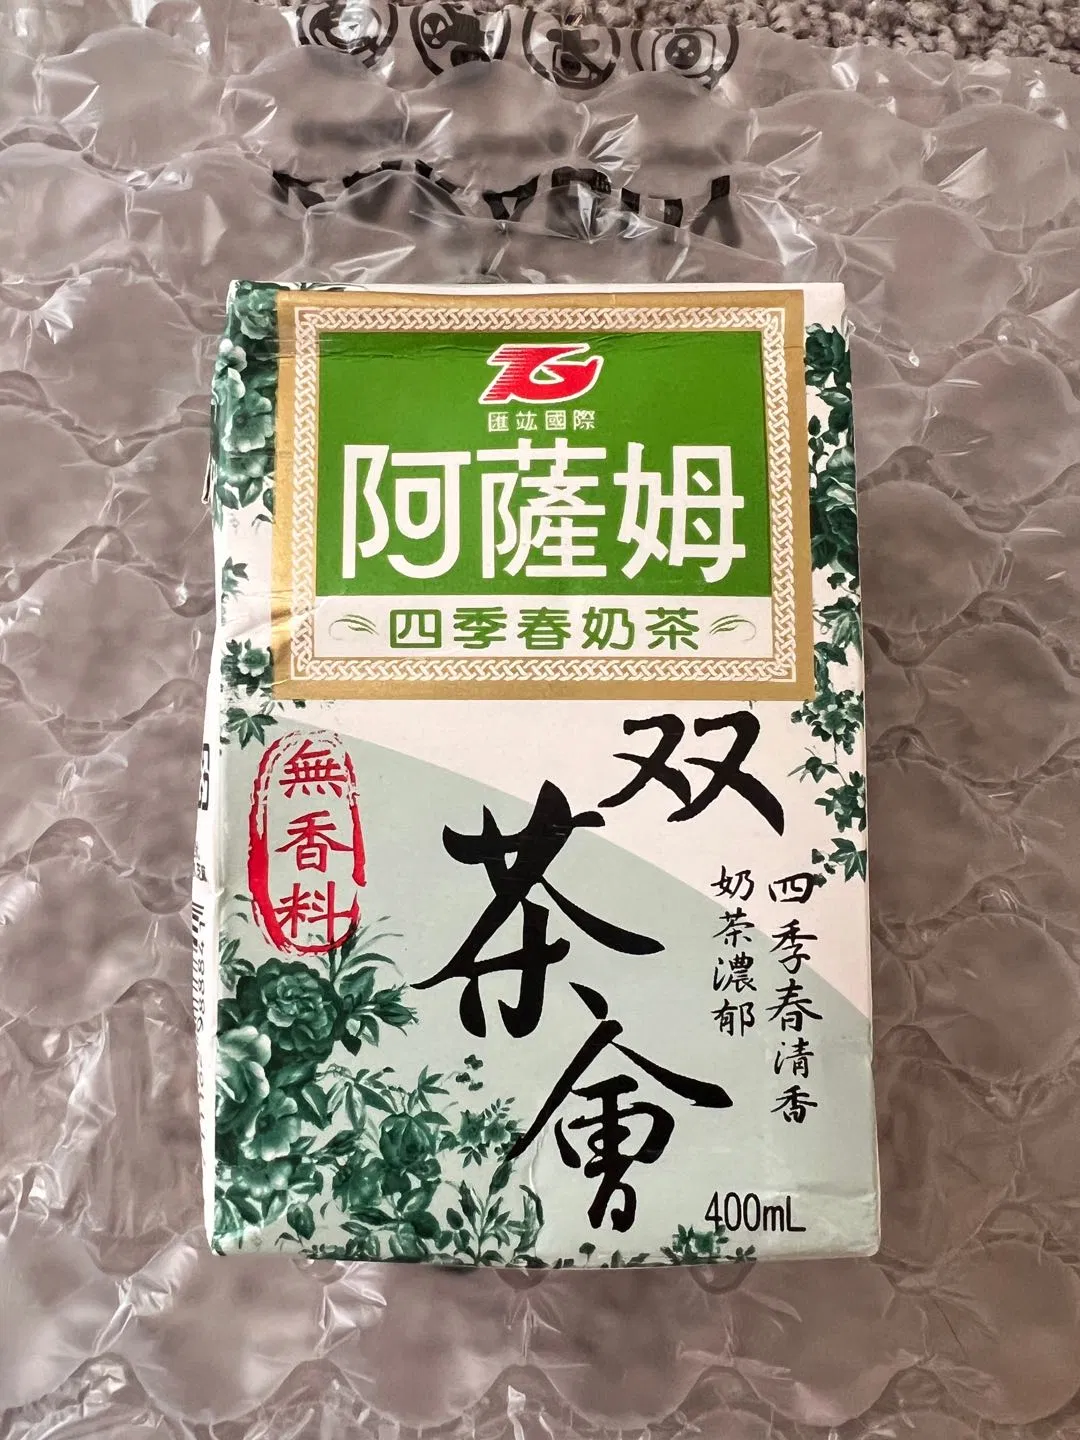 匯竑國際
阿薩姆
四季春奶茶
無香料
双
茶
會
四季春清香
奶茶濃郁
400mL